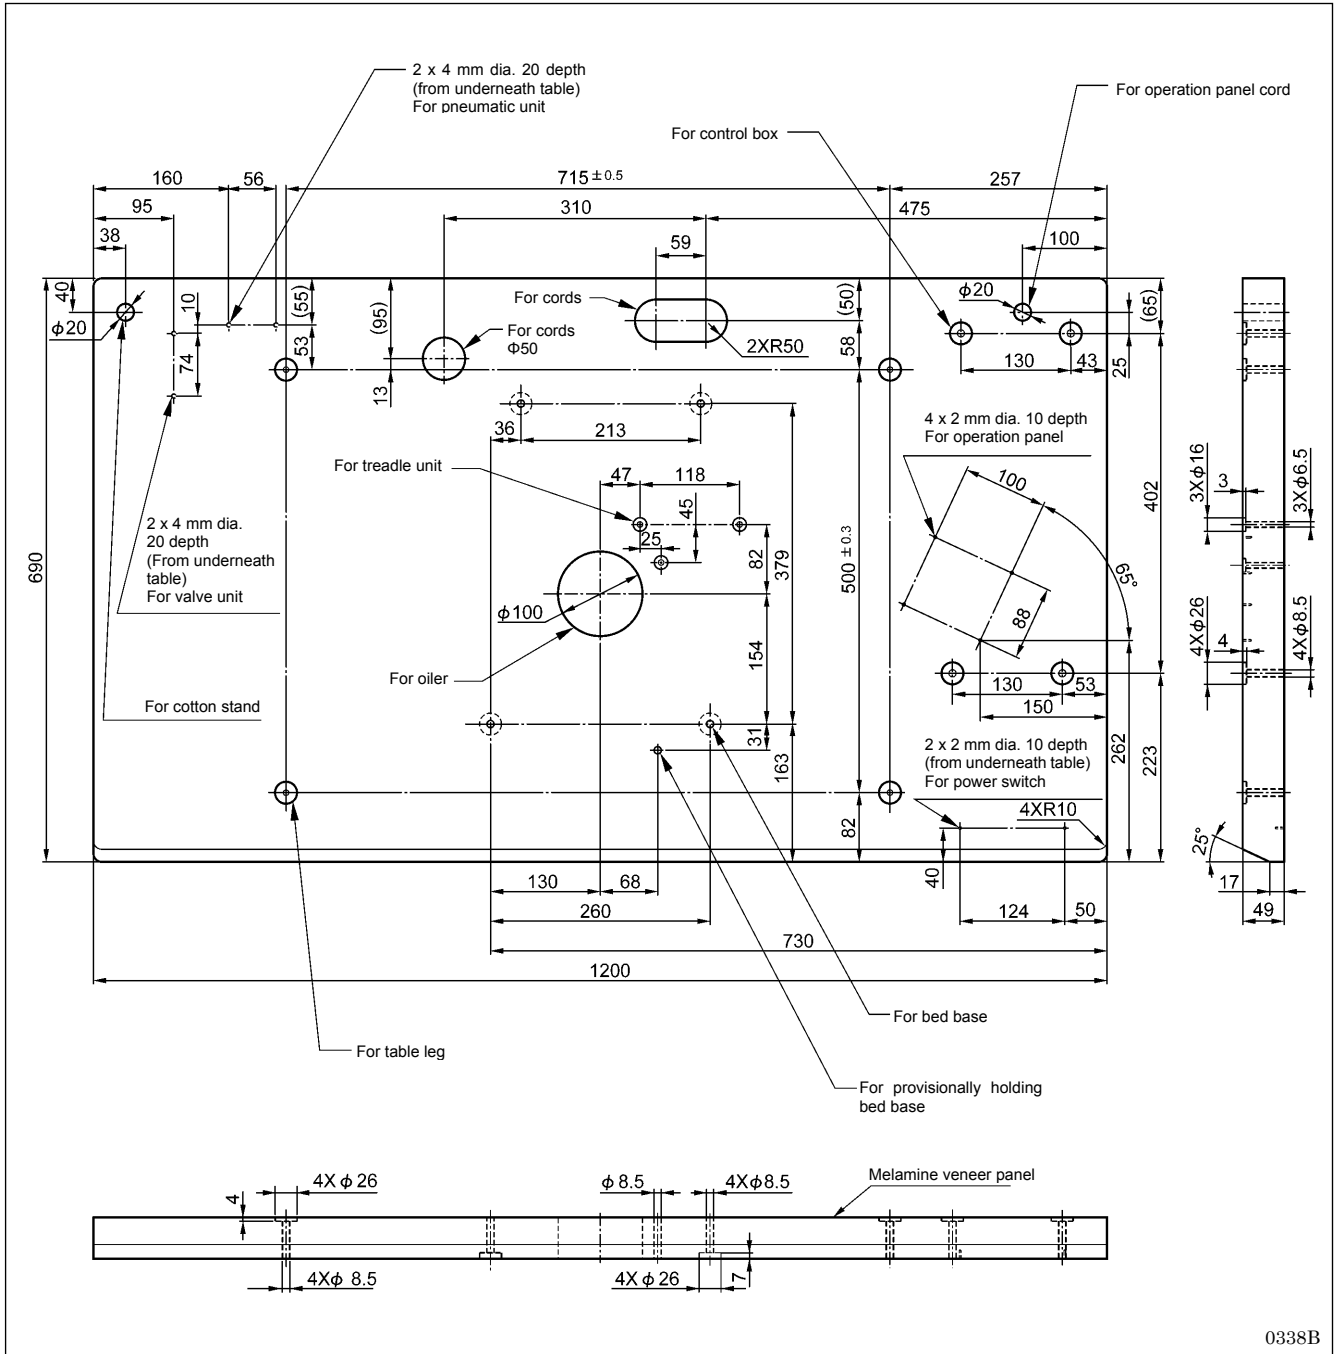 2 x 4 mm dia. 20 depth
(from underneath table)
For pneumatic unit
For operation panel cord
For control box
160
56
715 ± 0.5
257
95
310
475
38
59
100
40
10
(55)
(95)
For cords
(50)
φ20
(65)
φ20
53
For cords
Φ50
2XR50
58
130
43
25
74
13
36
213
4 x 2 mm dia. 10 depth
For operation panel
For treadle unit
47
118
100
3
3Xφ16
3Xφ6.5
45
402
2 x 4 mm dia.
20 depth
(From underneath
table)
For valve unit
25
82
379
500 ± 0.3
65°
690
φ100
88
4
4Xφ26
4Xφ8.5
154
For oiler
For cotton stand
130
53
150
31
163
2 x 2 mm dia. 10 depth
(from underneath table)
For power switch
262
223
82
4XR10
25°
40
130
68
17
260
124
50
49
730
1200
For bed base
For table leg
For provisionally holding
bed base
Melamine veneer panel
4
4X φ 26
φ 8.5
4Xφ8.5
4Xφ 8.5
4X φ 26
7
0338B